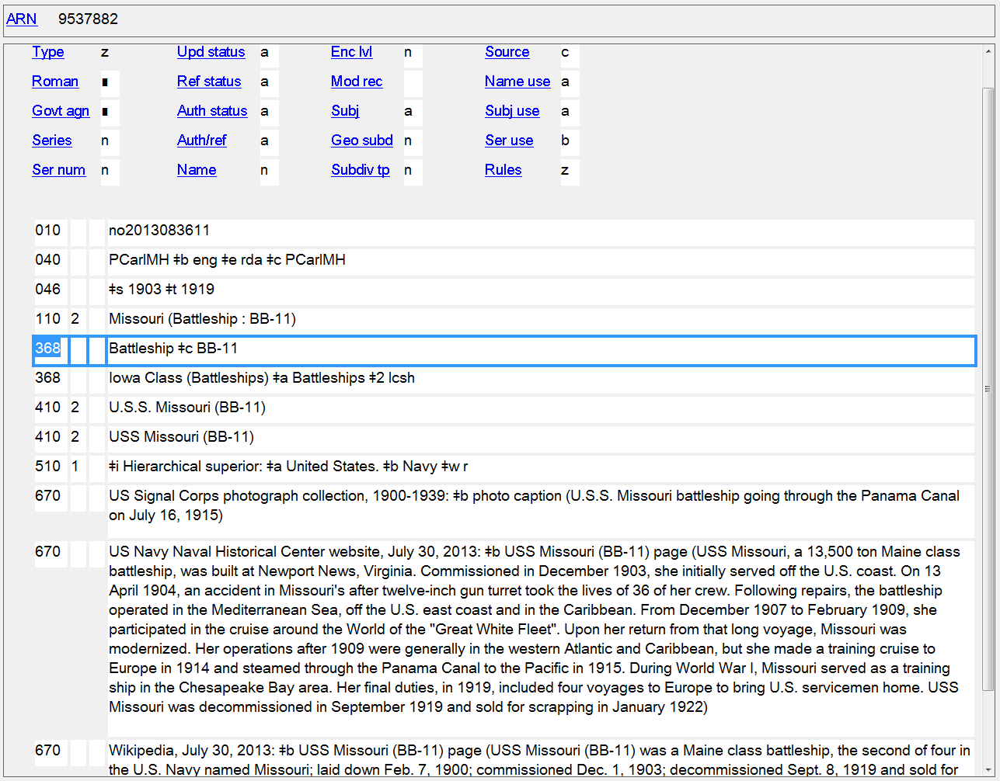 ARN 9537882
Type z Upd status a Enc lvl n Source c
Roman ∎ Ref status a Mod rec Name use a
Govt agn ∎ Auth status a Subj a Subj use a
Series n Auth/ref a Geo subd n Ser use b
Ser num n Name n Subdiv tp n Rules z
010 no2013083611
040 PCarlMH ‡b eng ‡e rda ‡c PCarlMH
046 ‡s 1903 ‡t 1919
110 2 Missouri (Battleship : BB-11)
368 Battleship ‡c BB-11
368 Iowa Class (Battleships) ‡a Battleships ‡2 lcsh
410 2 U.S.S. Missouri (BB-11)
410 2 USS Missouri (BB-11)
510 1 ‡i Hierarchical superior: ‡a United States. ‡b Navy ‡w r
670 US Signal Corps photograph collection, 1900-1939: ‡b photo caption (U.S.S. Missouri battleship going through the Panama Canal
on July 16, 1915)
670 US Navy Naval Historical Center website, July 30, 2013: ‡b USS Missouri (BB-11) page (USS Missouri, a 13,500 ton Maine class
battleship, was built at Newport News, Virginia. Commissioned in December 1903, she initially served off the U.S. coast. On 13
April 1904, an accident in Missouri's after twelve-inch gun turret took the lives of 36 of her crew. Following repairs, the battleship
operated in the Mediterranean Sea, off the U.S. east coast and in the Caribbean. From December 1907 to February 1909, she
participated in the cruise around the World of the "Great White Fleet". Upon her return from that long voyage, Missouri was
modernized. Her operations after 1909 were generally in the western Atlantic and Caribbean, but she made a training cruise to
Europe in 1914 and steamed through the Panama Canal to the Pacific in 1915. During World War I, Missouri served as a training
ship in the Chesapeake Bay area. Her final duties, in 1919, included four voyages to Europe to bring U.S. servicemen home. USS
Missouri was decommissioned in September 1919 and sold for scrapping in January 1922)
670 Wikipedia, July 30, 2013: ‡b USS Missouri (BB-11) page (USS Missouri (BB-11) was a Maine class battleship, the second of four in
the U.S. Navy named Missouri; laid down Feb. 7, 1900; commissioned Dec. 1, 1903; decommissioned Sept. 8, 1919 and sold for